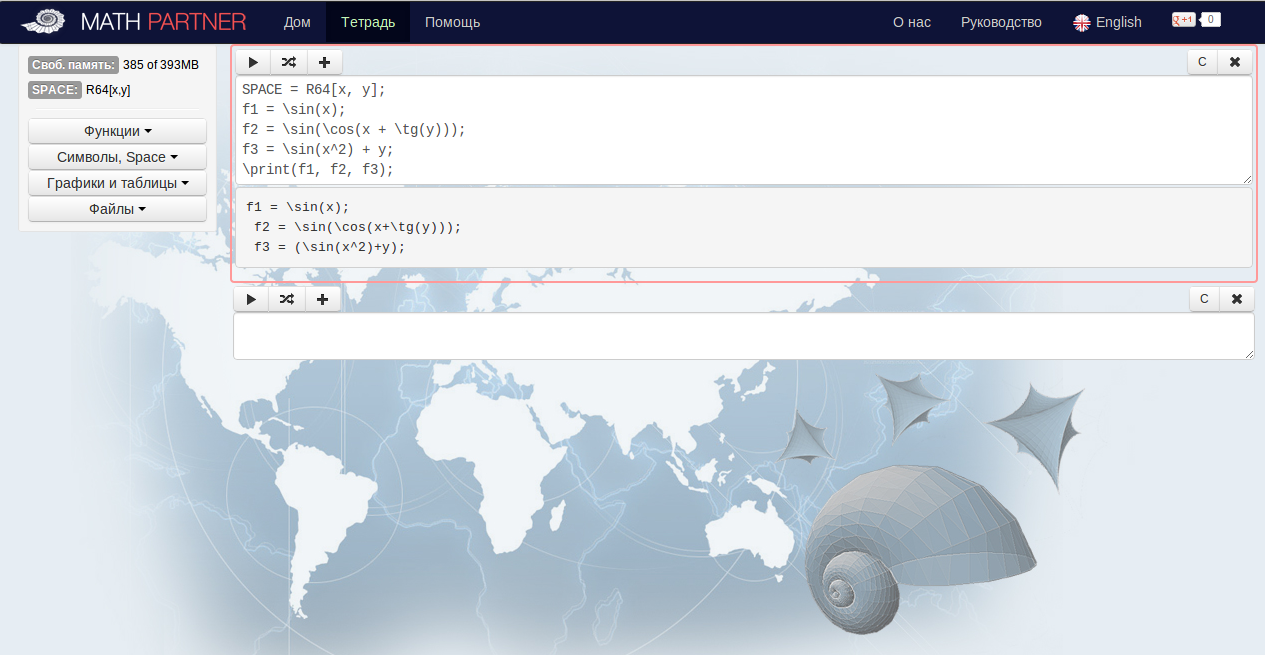 MATH PARTNER Дом Тетрадь Помощь О нас Руководство English g +1 0
Своб. память: 385 of 393MB
SPACE: R64[x,y]
Функции
Символы, Space
Графики и таблицы
Файлы
C
SPACE = R64[x, y];
f1 = \sin(x);
f2 = \sin(\cos(x + \tg(y)));
f3 = \sin(x^2) + y;
\print(f1, f2, f3);
f1 = \sin(x);
f2 = \sin(\cos(x+\tg(y)));
f3 = (\sin(x^2)+y);
C